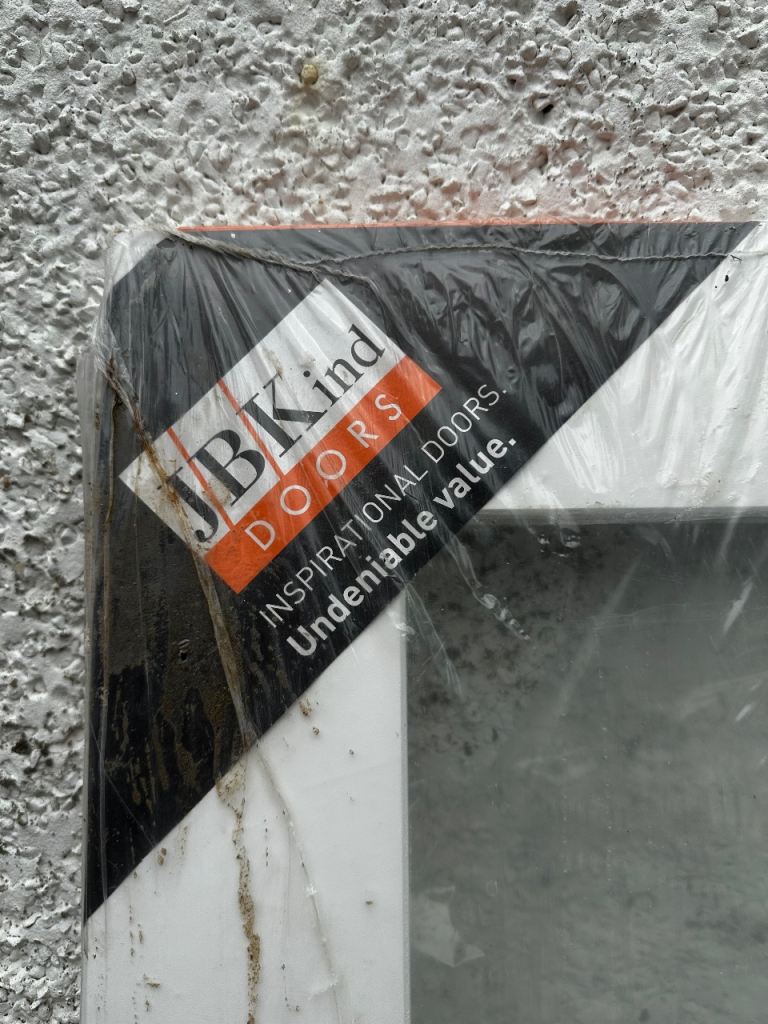 JBKind
DOORS
INSPIRATIONAL DOORS.
Undeniable value.